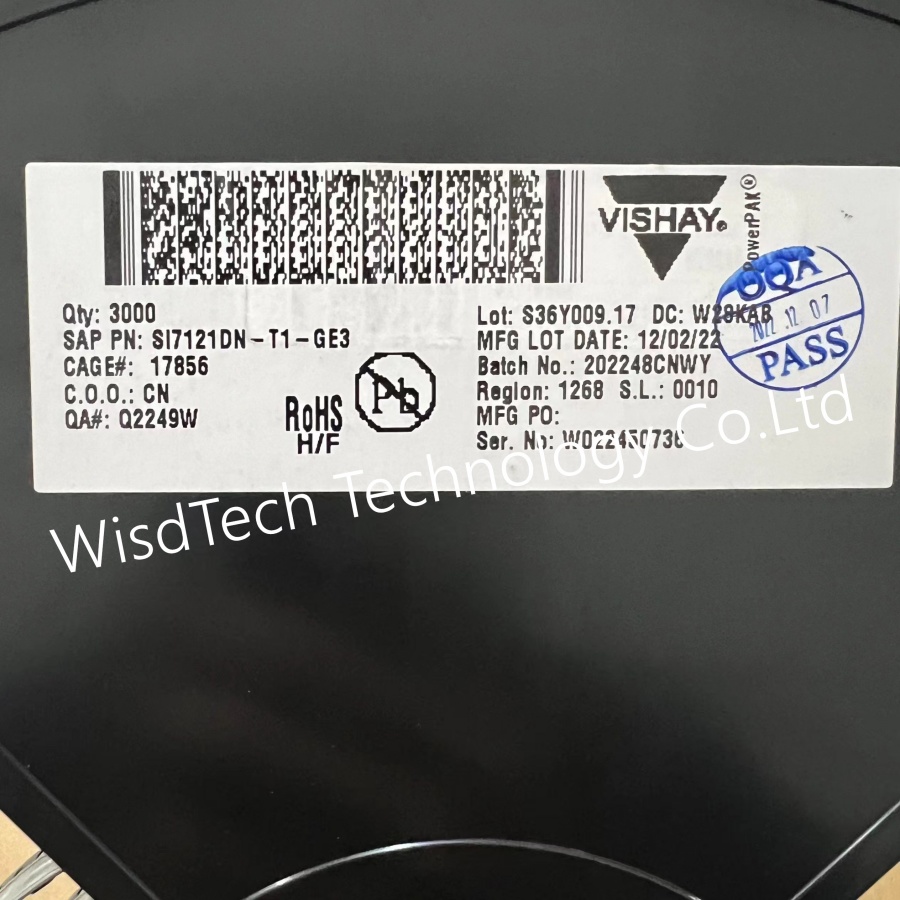 VISHAY®
PowerPAK®
Qty: 3000
SAP PN: SI7121DN-T1-GE3
CAGE#: 17856
C.O.O.: CN
QA#: Q2249W
RoHS
H/F
Pb
Lot: S36Y009.17 DC: W28KAB
MFG LOT DATE: 12/02/22
Batch No.: 202248CNWY
Region: 1268 S.L.: 0010
MFG PO:
Ser. No:
OQA
2022.12.07
PASS
WisdTech Technology Co.Ltd